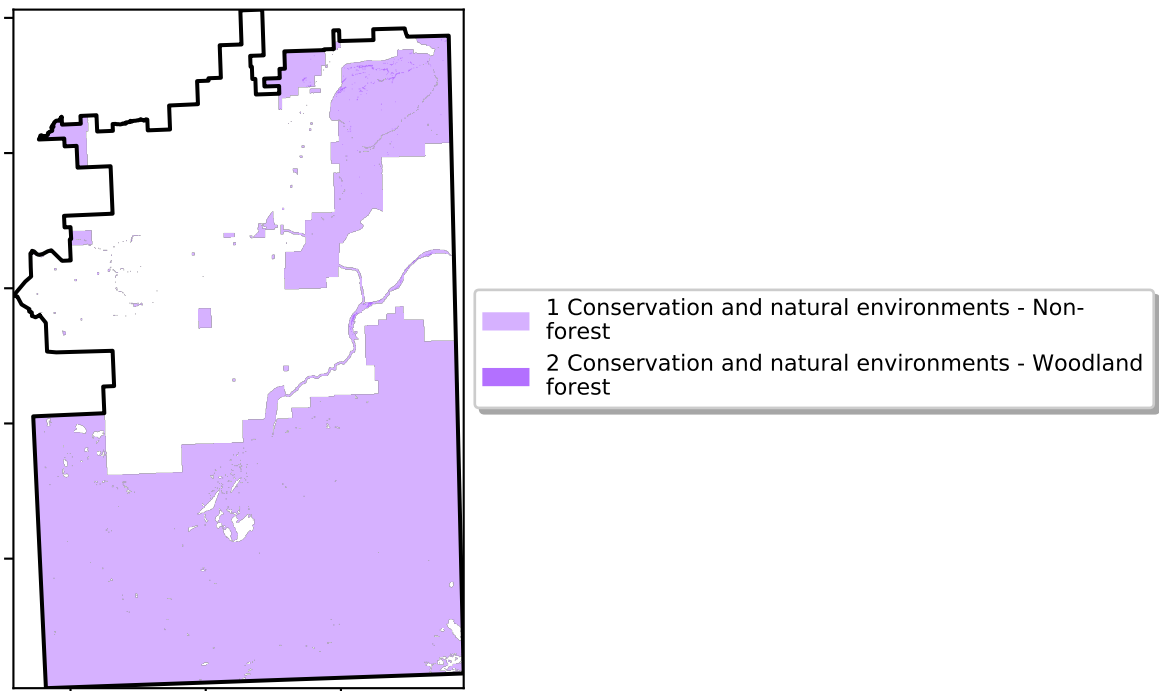 1 Conservation and natural environments - Non-
forest
2 Conservation and natural environments - Woodland
forest